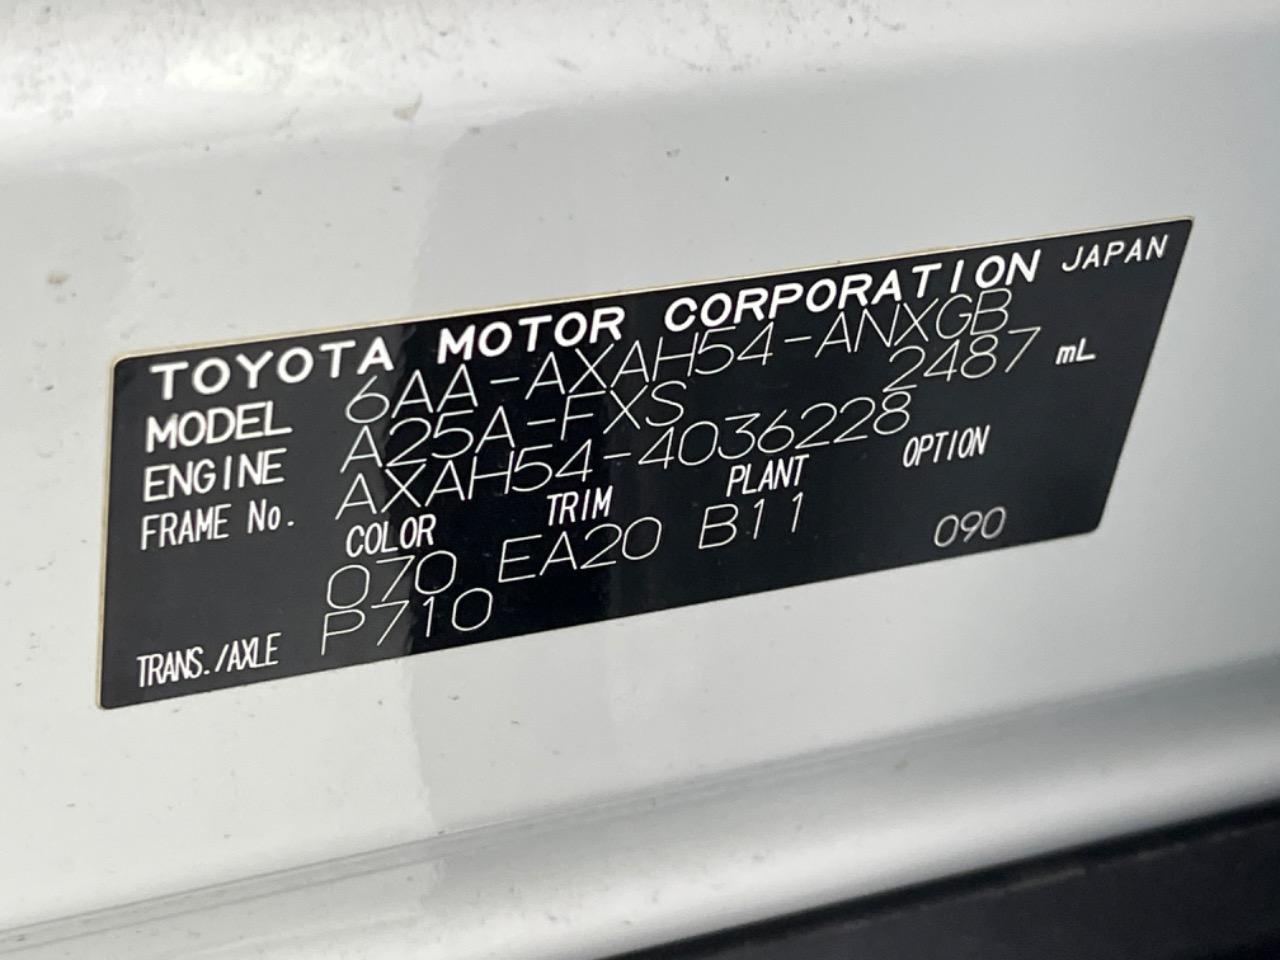 TOYOTA MOTOR CORPORATION JAPAN
MODEL 6AA-AXAH54-ANXGB
ENGINE A25A-FXS 2487 mL
FRAME No. AXAH54-4036228
COLOR TRIM PLANT OPTION
070 EA20 B11 090
TRANS./AXLE P710